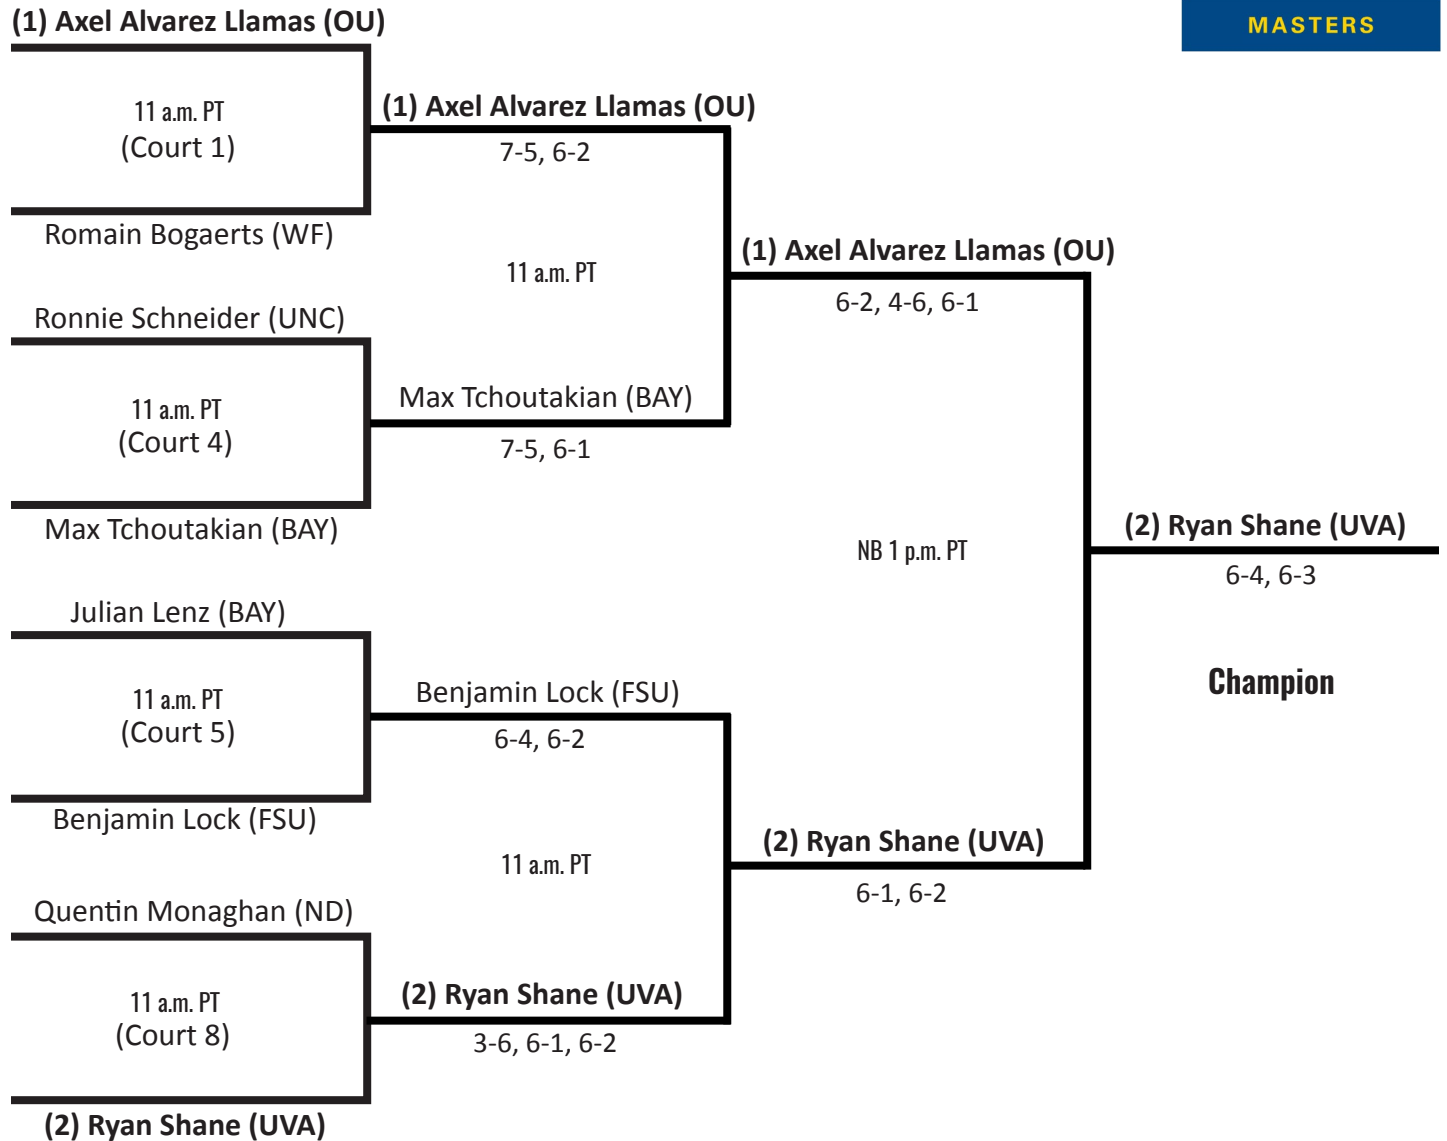 (1) Axel Alvarez Llamas (OU)
MASTERS
11 a.m. PT
(Court 1)
Romain Bogaerts (WF)
Ronnie Schneider (UNC)
11 a.m. PT
(Court 4)
Max Tchoutakian (BAY)
Julian Lenz (BAY)
11 a.m. PT
(Court 5)
Benjamin Lock (FSU)
Quentin Monaghan (ND)
11 a.m. PT
(Court 8)
(2) Ryan Shane (UVA)
(1) Axel Alvarez Llamas (OU)
7-5, 6-2
11 a.m. PT
Max Tchoutakian (BAY)
7-5, 6-1
Benjamin Lock (FSU)
6-4, 6-2
11 a.m. PT
(2) Ryan Shane (UVA)
3-6, 6-1, 6-2
(1) Axel Alvarez Llamas (OU)
6-2, 4-6, 6-1
NB 1 p.m. PT
(2) Ryan Shane (UVA)
6-1, 6-2
(2) Ryan Shane (UVA)
6-4, 6-3
Champion